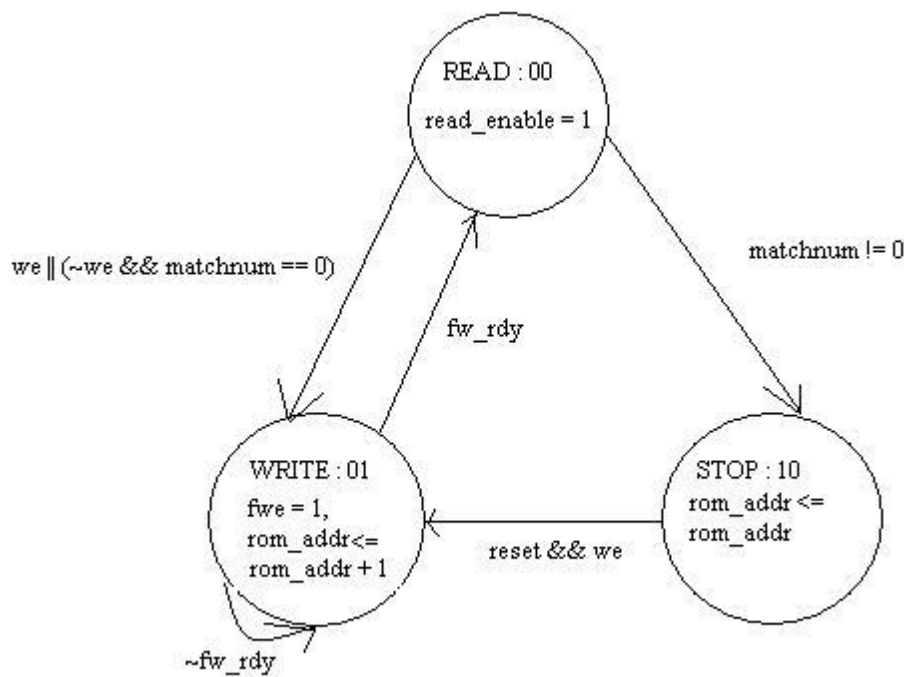 READ : 00
read_enable = 1
we || (~we && matchnum == 0)
matchnum != 0
fw_rdy
WRITE : 01
fwe = 1,
rom_addr<=
rom_addr + 1
STOP : 10
rom_addr <=
rom_addr
reset && we
~fw_rdy